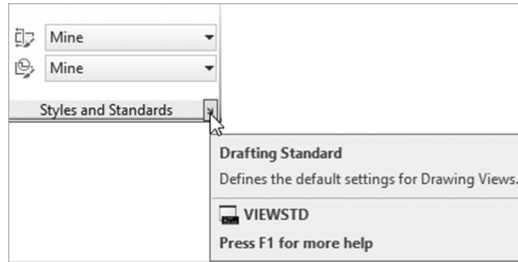 Mine
Mine
Styles and Standards
Drafting Standard
Defines the default settings for Drawing Views.
VIEWSTD
Press F1 for more help